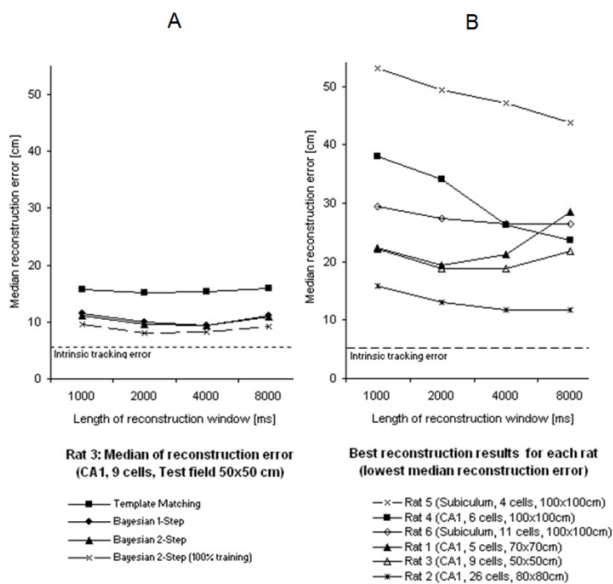 A
Median reconstruction error [cm]
50
40
30
20
15
10
0
Intrinsic tracking error
1000 2000 4000 8000
Length of reconstruction window [ms]
Rat 3: Median of reconstruction error
(CA1, 9 cells, Test field 50x50 cm)
Template Matching
Bayesian 1-Step
Bayesian 2-Step
Bayesian 2-Step (100% training)
B
Median reconstruction error [cm]
50
40
30
20
10
0
Intrinsic tracking error
1000 2000 4000 8000
Length of reconstruction window [ms]
Best reconstruction results for each rat
(lowest median reconstruction error)
Rat 5 (Subiculum, 4 cells, 100x100cm)
Rat 4 (CA1, 6 cells, 100x100cm)
Rat 6 (Subiculum, 11 cells, 100x100cm)
Rat 1 (CA1, 5 cells, 70x70cm)
Rat 3 (CA1, 9 cells, 50x50cm)
Rat 2 (CA1, 26 cells, 80x80cm)